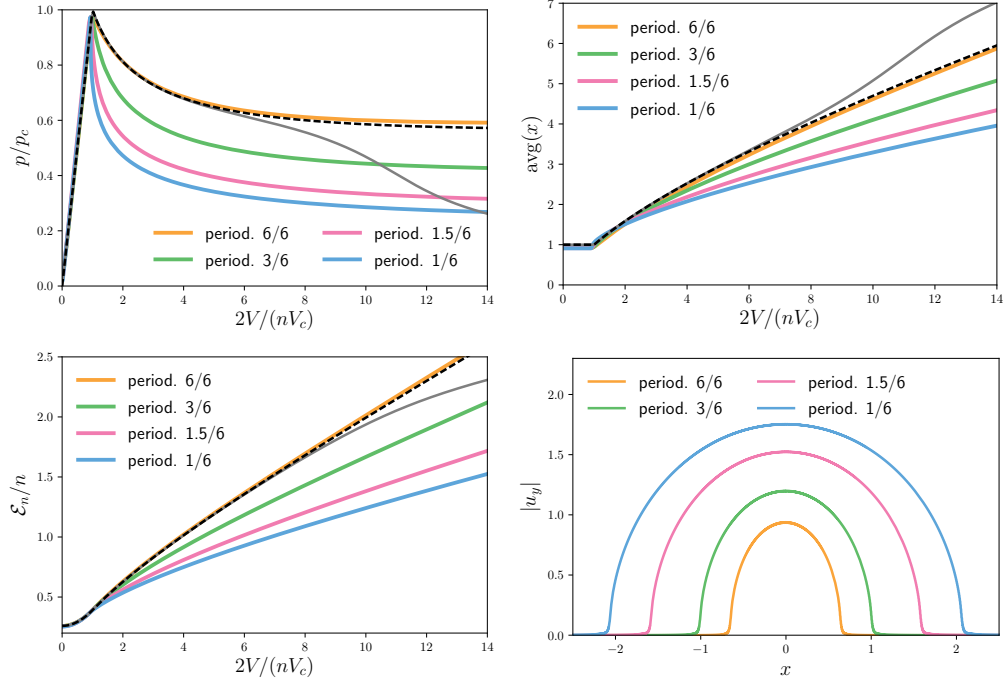 1.0
0.8
0.6
0.4
0.2
0.0
p/p_c
period. 6/6
period. 3/6
period. 1.5/6
period. 1/6
0 2 4 6 8 10 12 14
2V/(nV_c)
7
6
5
4
3
2
1
0
avg(x)
period. 6/6
period. 3/6
period. 1.5/6
period. 1/6
0 2 4 6 8 10 12 14
2V/(nV_c)
2.5
2.0
1.5
1.0
0.5
ℰ_n/n
period. 6/6
period. 3/6
period. 1.5/6
period. 1/6
0 2 4 6 8 10 12 14
2V/(nV_c)
2.0
1.5
1.0
0.5
0.0
|u_y|
period. 6/6
period. 3/6
period. 1.5/6
period. 1/6
−2 −1 0 1 2
x